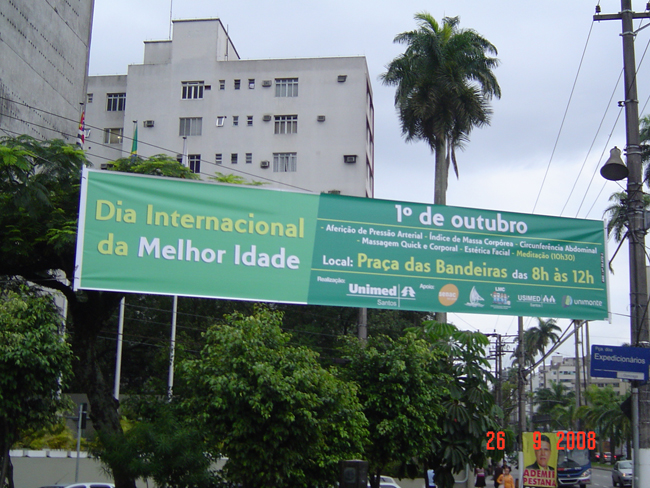 Dia Internacional
da Melhor Idade
1º de outubro
- Aferição de Pressão Arterial - Índice de Massa Corpórea - Circunferência Abdominal
- Massagem Quick e Corporal - Estética Facial - Meditação (10h30)
Local: Praça das Bandeiras das 8h às 12h
Realização:
Unimed
Santos
Apoio:
UNISANTA
unimonte
Expedicionários
ADEMIR
26 9 2008